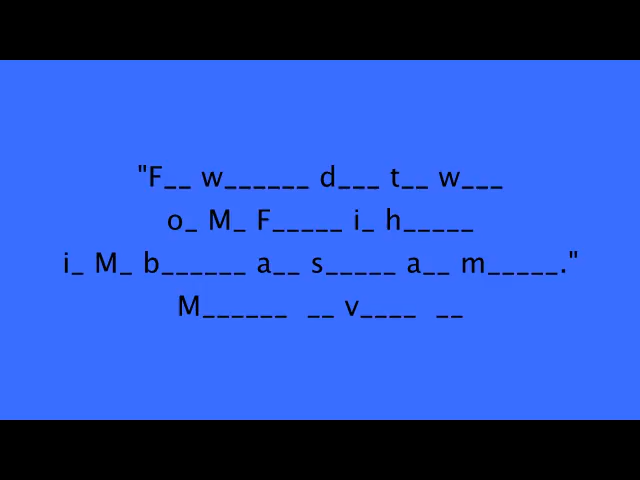 "F__ w______ d___ t__ w___
o_ M_ F_____ i_ h_____
i_ M_ b______ a__ s_____ a__ m_____."
M______  __ v____  __